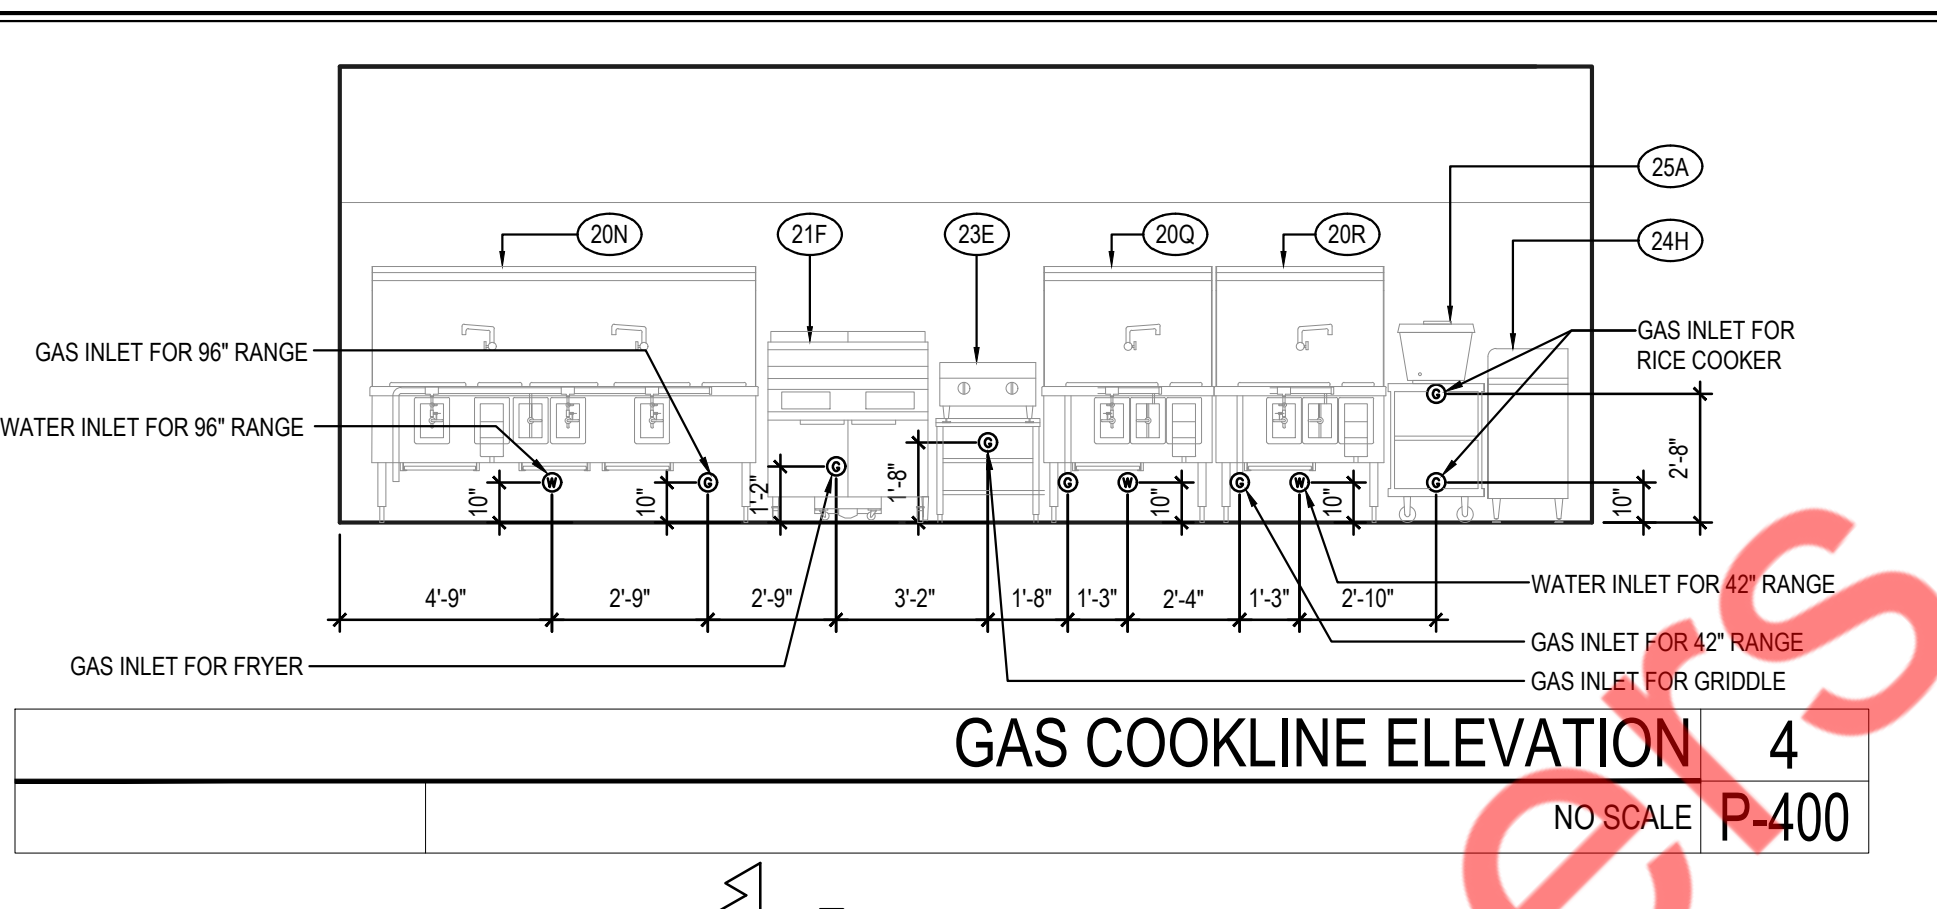 25A
20N
21F
23E
20Q
20R
24H
GAS INLET FOR 96" RANGE
GAS INLET FOR
RICE COOKER
WATER INLET FOR 96" RANGE
G
W
G
G
G
G
W
G
W
G
10"
10"
1'-2"
1'-8"
10"
10"
10"
2'-8"
4'-9"
2'-9"
2'-9"
3'-2"
1'-8"
1'-3"
2'-4"
1'-3"
2'-10"
WATER INLET FOR 42" RANGE
GAS INLET FOR 42" RANGE
GAS INLET FOR FRYER
GAS INLET FOR GRIDDLE
GAS COOKLINE ELEVATION
4
NO SCALE
P-400
ers